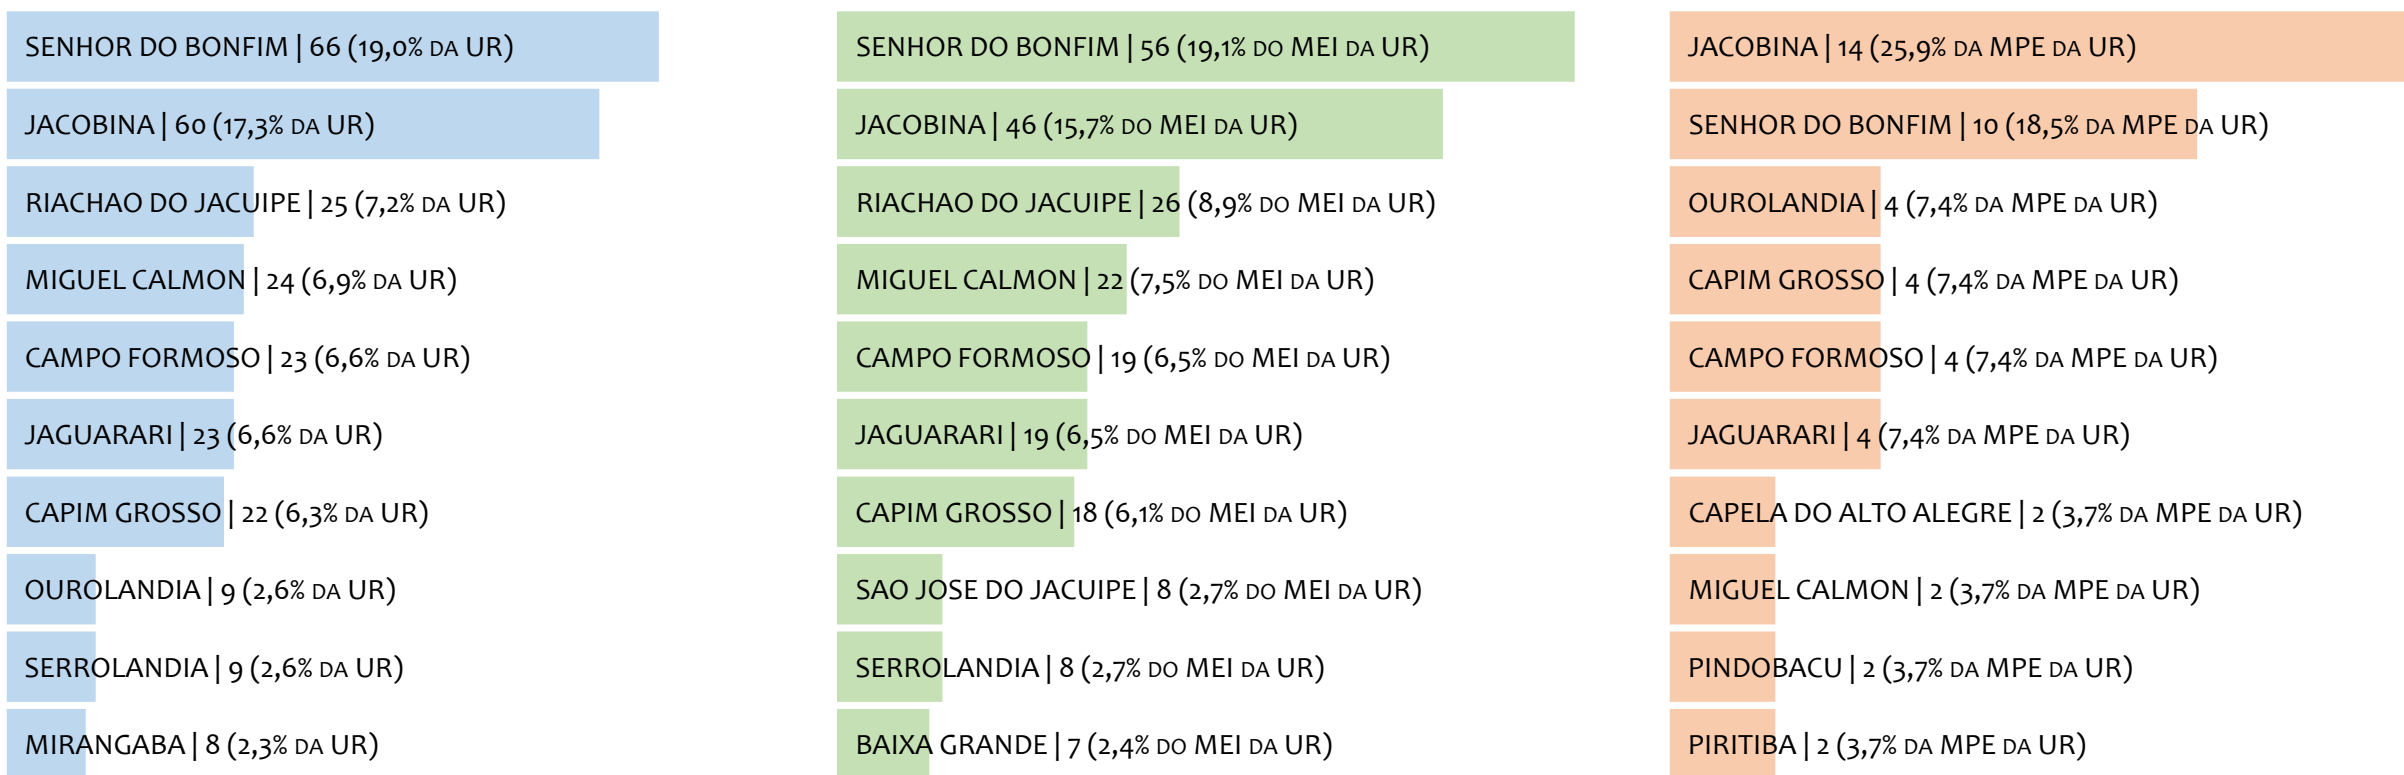 SENHOR DO BONFIM | 66 (19,0% DA UR)
JACOBINA | 60 (17,3% DA UR)
RIACHAO DO JACUIPE | 25 (7,2% DA UR)
MIGUEL CALMON | 24 (6,9% DA UR)
CAMPO FORMOSO | 23 (6,6% DA UR)
JAGUARARI | 23 (6,6% DA UR)
CAPIM GROSSO | 22 (6,3% DA UR)
OUROLANDIA | 9 (2,6% DA UR)
SERROLANDIA | 9 (2,6% DA UR)
MIRANGABA | 8 (2,3% DA UR)
SENHOR DO BONFIM | 56 (19,1% DO MEI DA UR)
JACOBINA | 46 (15,7% DO MEI DA UR)
RIACHAO DO JACUIPE | 26 (8,9% DO MEI DA UR)
MIGUEL CALMON | 22 (7,5% DO MEI DA UR)
CAMPO FORMOSO | 19 (6,5% DO MEI DA UR)
JAGUARARI | 19 (6,5% DO MEI DA UR)
CAPIM GROSSO | 18 (6,1% DO MEI DA UR)
SAO JOSE DO JACUIPE | 8 (2,7% DO MEI DA UR)
SERROLANDIA | 8 (2,7% DO MEI DA UR)
BAIXA GRANDE | 7 (2,4% DO MEI DA UR)
JACOBINA | 14 (25,9% DA MPE DA UR)
SENHOR DO BONFIM | 10 (18,5% DA MPE DA UR)
OUROLANDIA | 4 (7,4% DA MPE DA UR)
CAPIM GROSSO | 4 (7,4% DA MPE DA UR)
CAMPO FORMOSO | 4 (7,4% DA MPE DA UR)
JAGUARARI | 4 (7,4% DA MPE DA UR)
CAPELA DO ALTO ALEGRE | 2 (3,7% DA MPE DA UR)
MIGUEL CALMON | 2 (3,7% DA MPE DA UR)
PINDOBACU | 2 (3,7% DA MPE DA UR)
PIRITIBA | 2 (3,7% DA MPE DA UR)